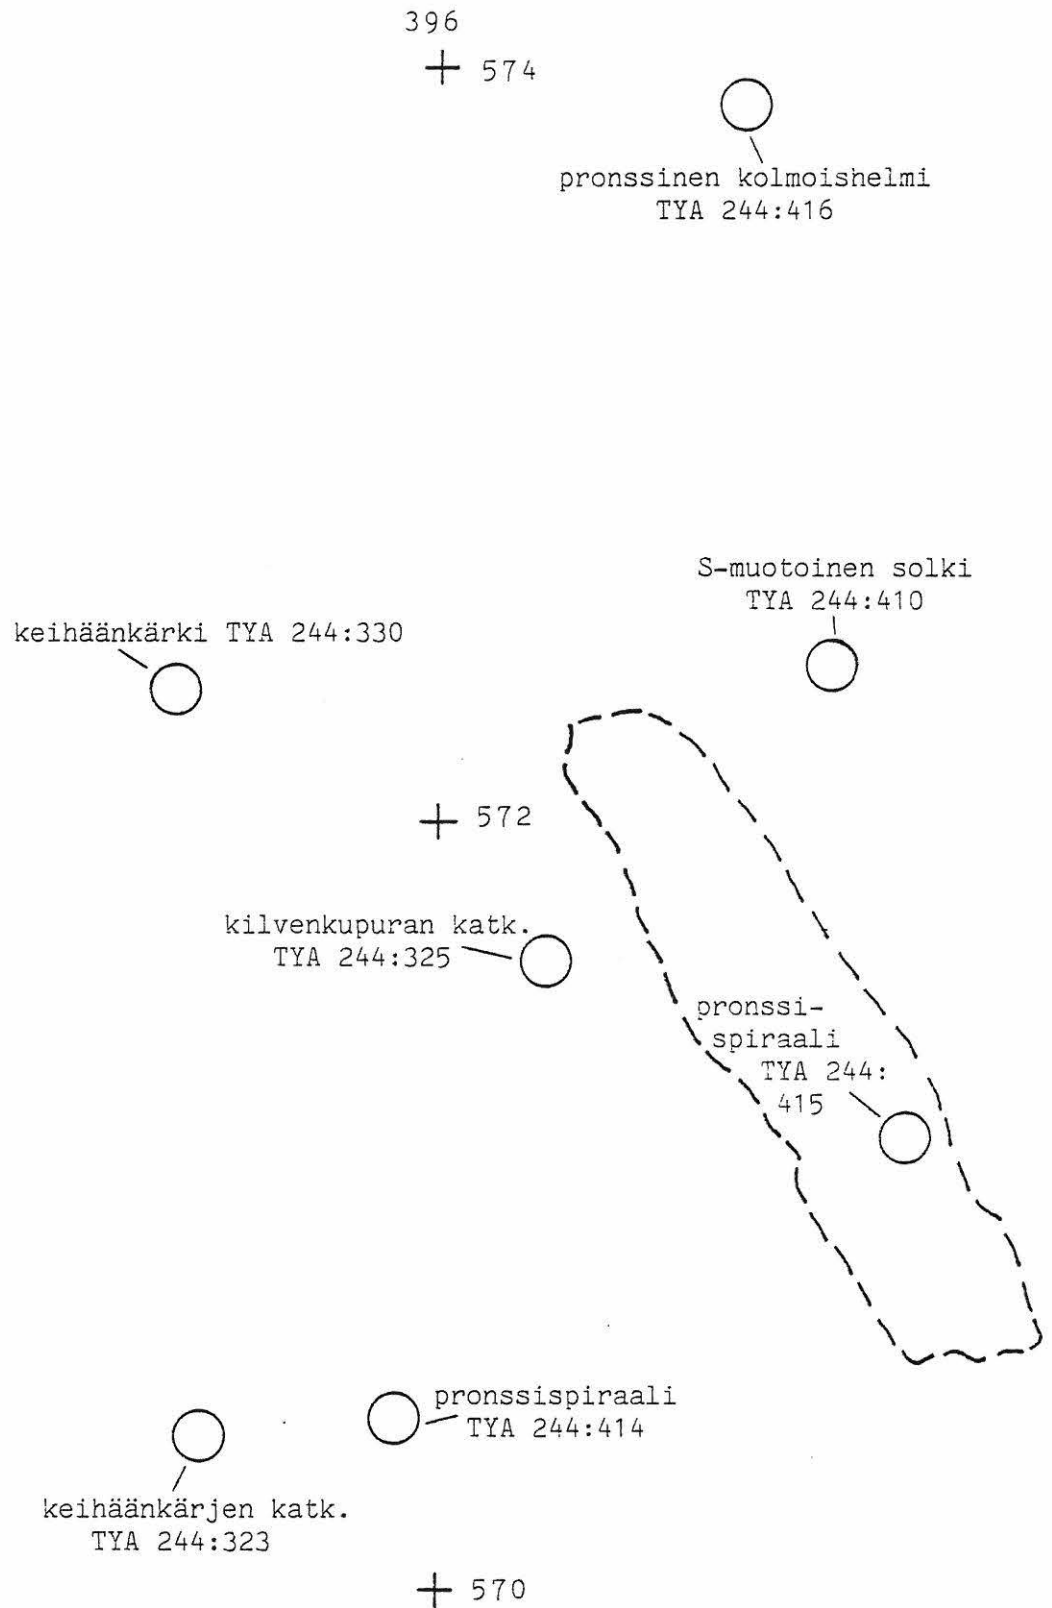 396
574
pronssinen kolmoishelmi
TYA 244:416
S-muotoinen solki
TYA 244:410
keihäänkärki TYA 244:330
572
kilvenkupuran katk.
TYA 244:325
pronssi-
spiraali
TYA 244:
415
pronssispiraali
TYA 244:414
keihäänkärjen katk.
TYA 244:323
570